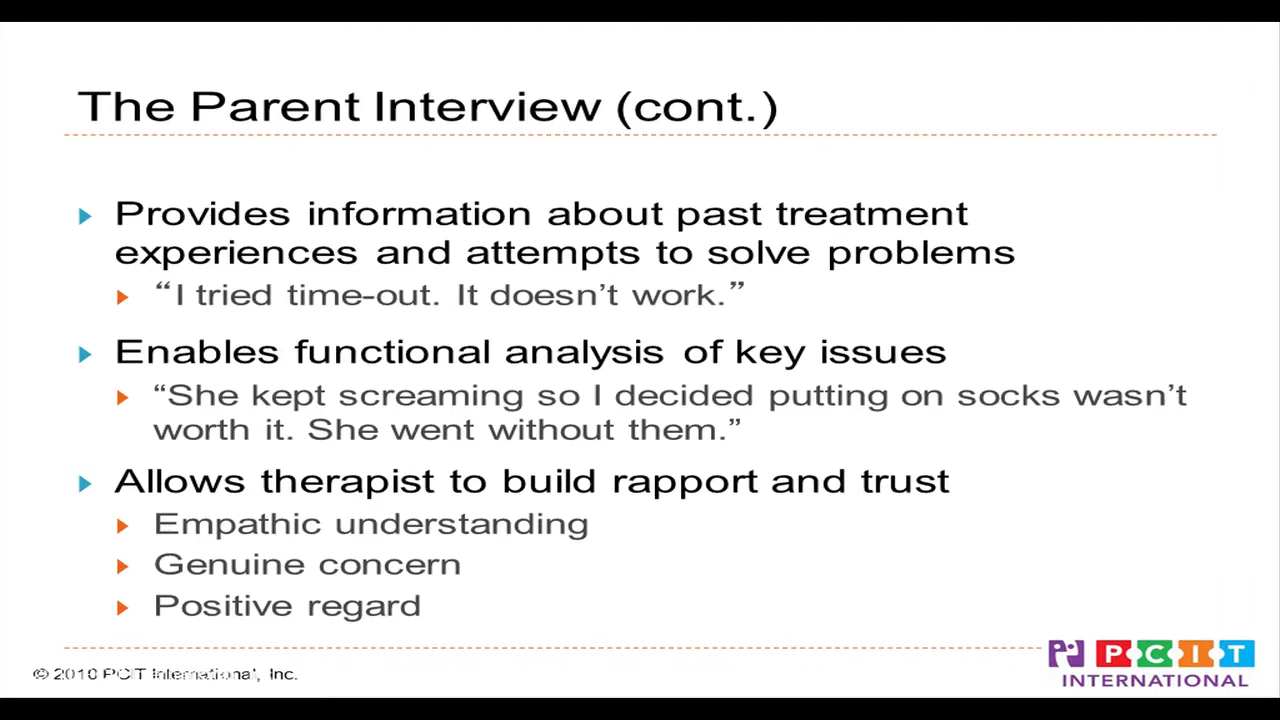 The Parent Interview (cont.)
Provides information about past treatment
experiences and attempts to solve problems
“I tried time-out. It doesn’t work.”
Enables functional analysis of key issues
“She kept screaming so I decided putting on socks wasn’t
worth it. She went without them.”
Allows therapist to build rapport and trust
Empathic understanding
Genuine concern
Positive regard
© 2010 PCIT International, Inc.
PCIT
INTERNATIONAL